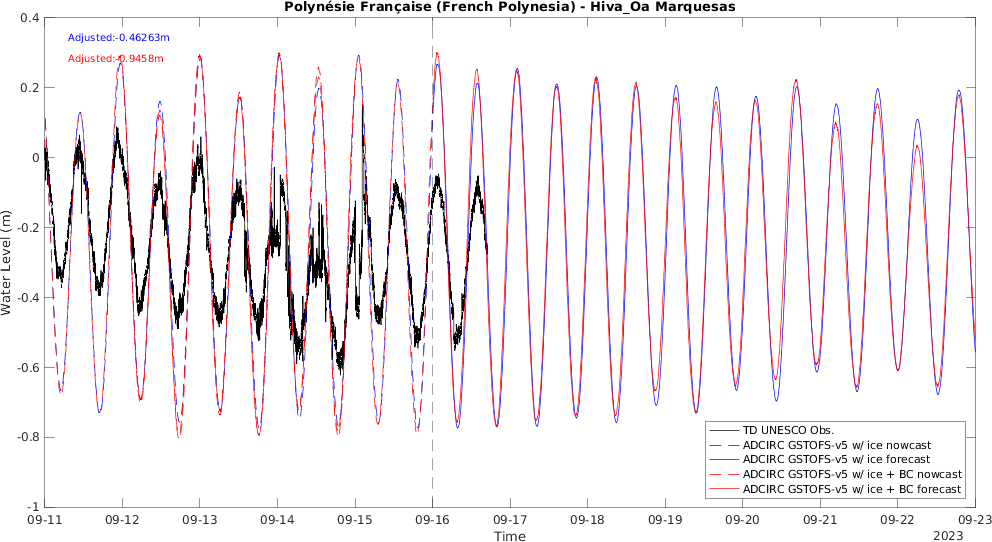 Polynésie Française (French Polynesia) - Hiva_Oa Marquesas
Adjusted:-0.46263m
Adjusted:-0.9458m
Water Level (m)
0.4
0.2
0
-0.2
-0.4
-0.6
-0.8
-1
TD UNESCO Obs.
ADCIRC GSTOFS-v5 w/ ice nowcast
ADCIRC GSTOFS-v5 w/ ice forecast
ADCIRC GSTOFS-v5 w/ ice + BC nowcast
ADCIRC GSTOFS-v5 w/ ice + BC forecast
09-11 09-12 09-13 09-14 09-15 09-16 09-17 09-18 09-19 09-20 09-21 09-22 09-23
2023
Time